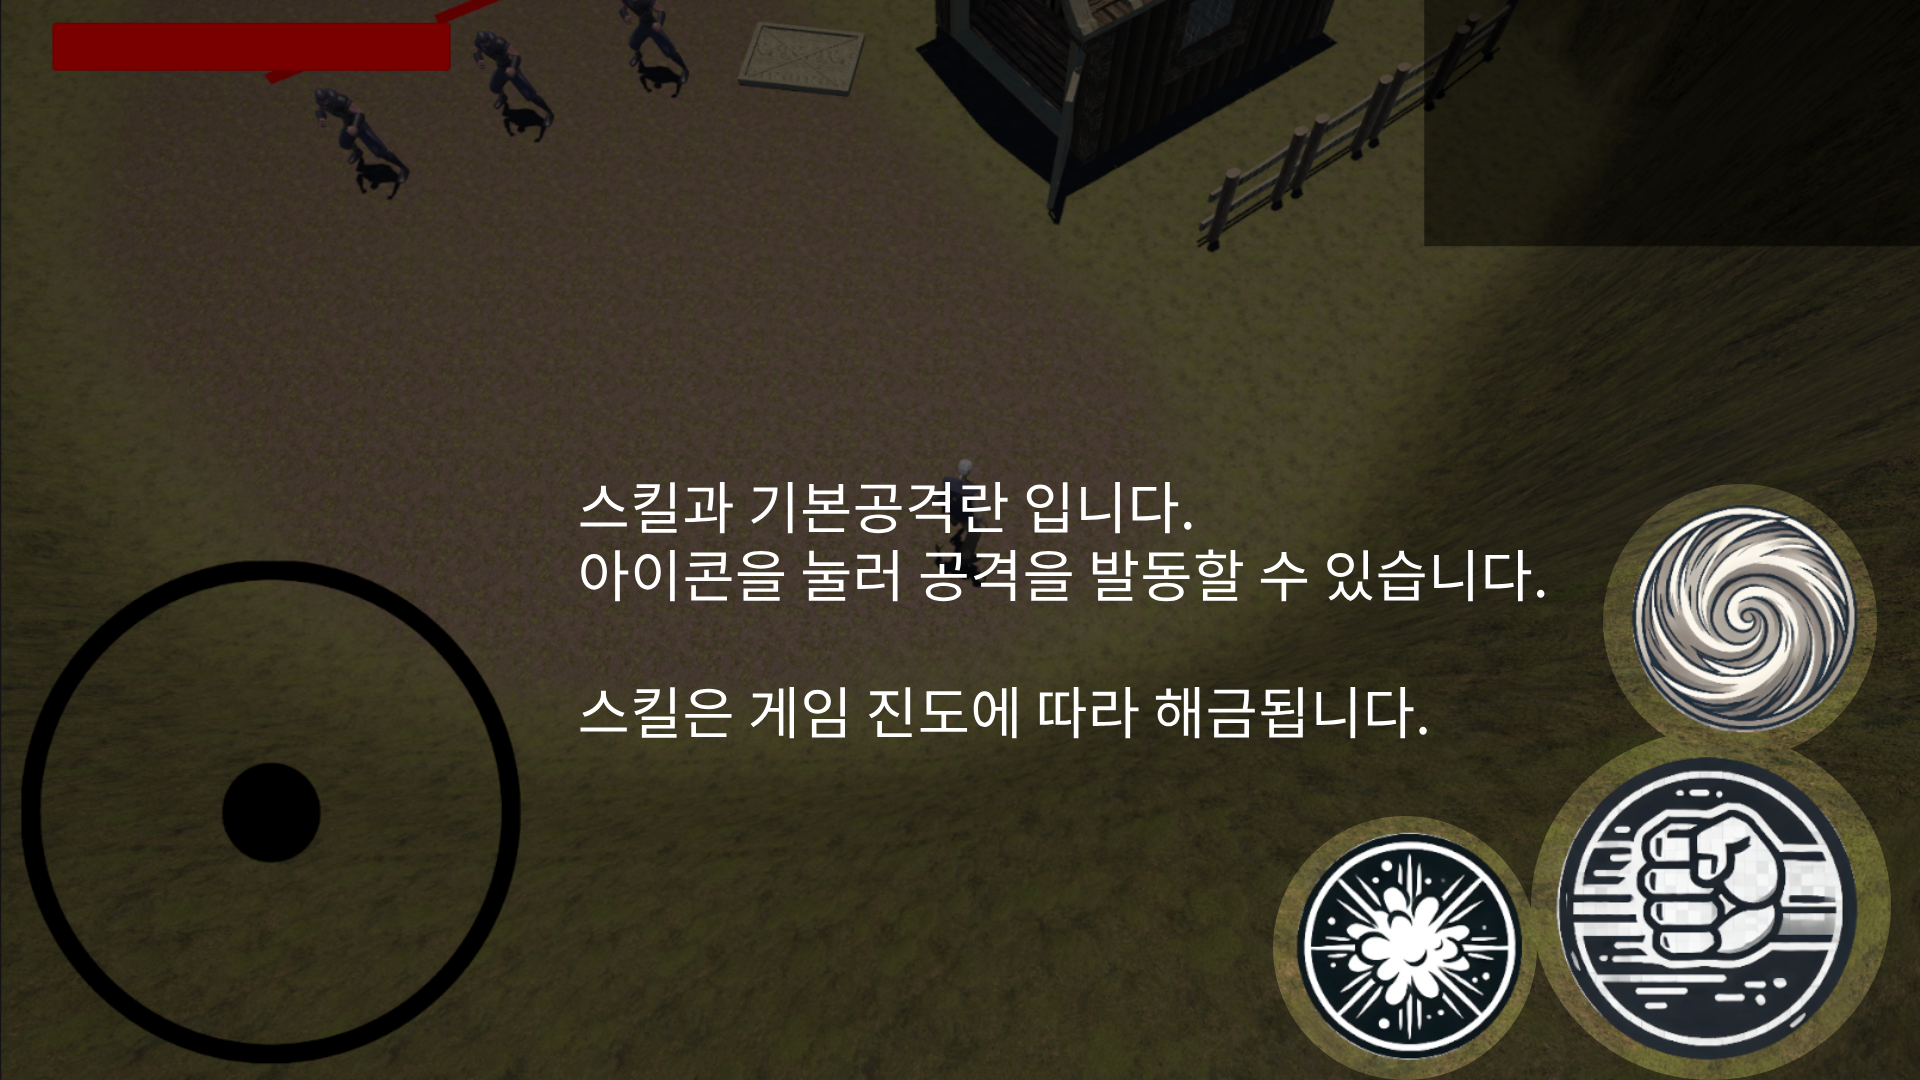 스킬과 기본공격란 입니다.
아이콘을 눌러 공격을 발동할 수 있습니다.
스킬은 게임 진도에 따라 해금됩니다.